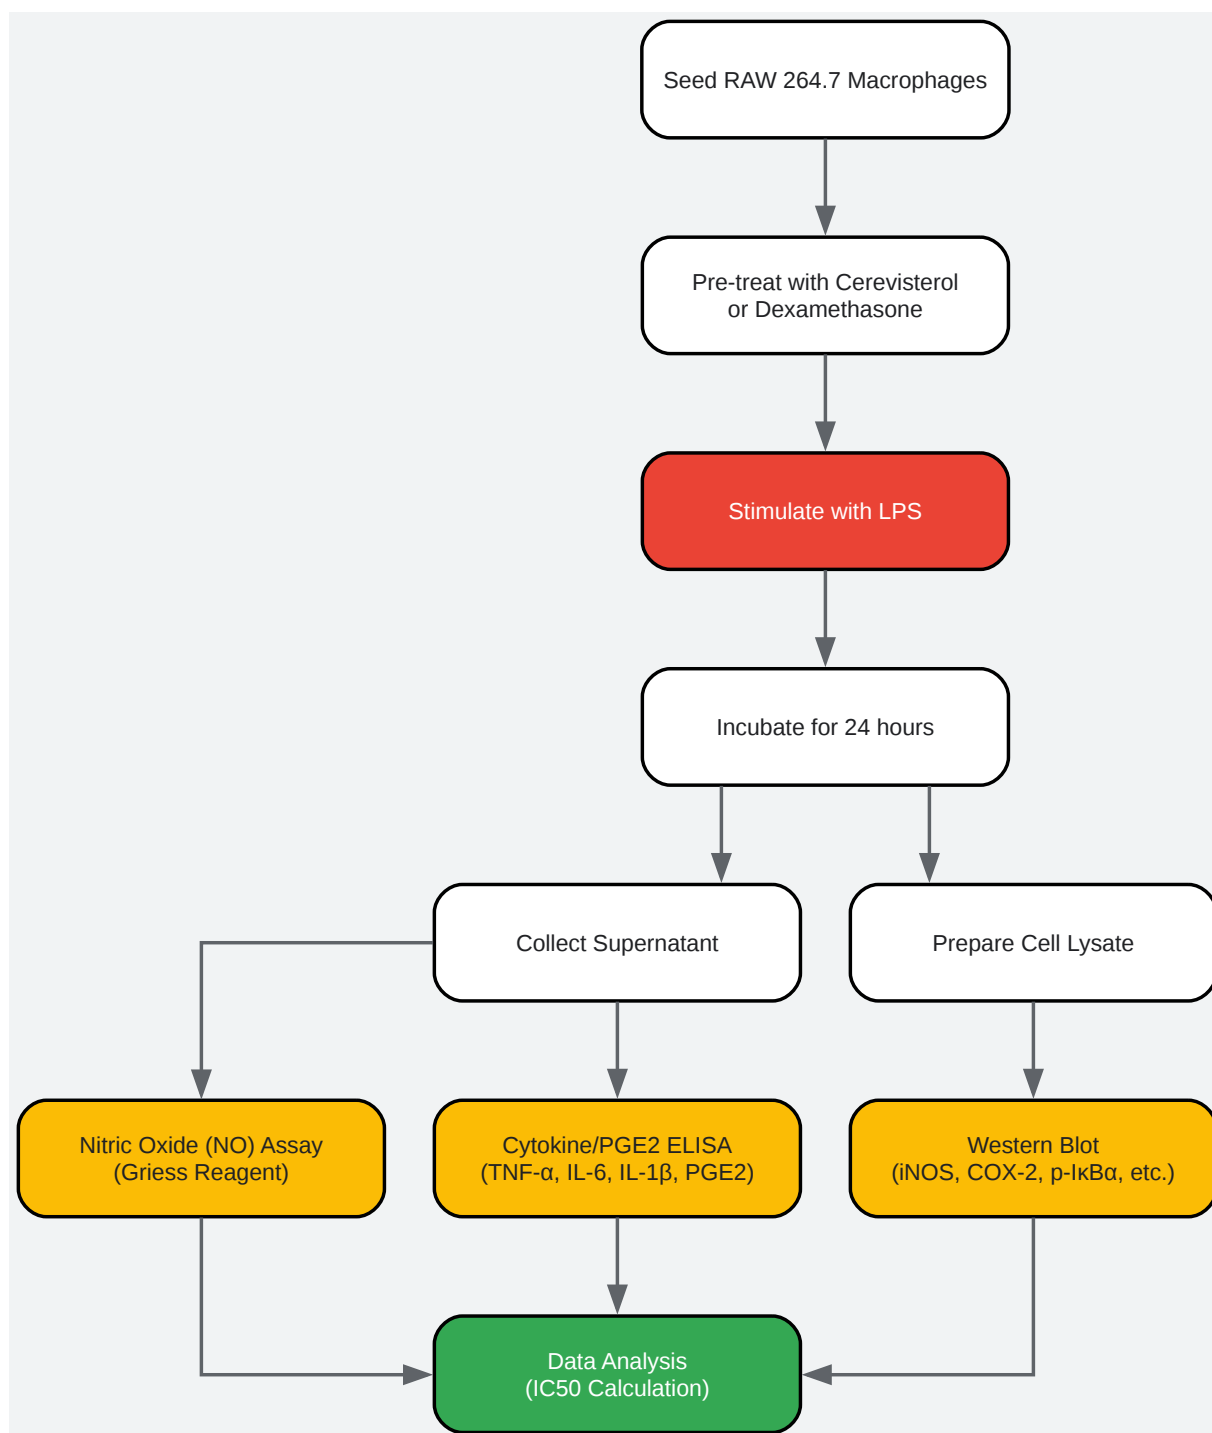 Seed RAW 264.7 Macrophages
Pre-treat with Cerevisterol
or Dexamethasone
Stimulate with LPS
Incubate for 24 hours
Collect Supernatant
Prepare Cell Lysate
Nitric Oxide (NO) Assay
(Griess Reagent)
Cytokine/PGE2 ELISA
(TNF-α, IL-6, IL-1β, PGE2)
Western Blot
(iNOS, COX-2, p-IκBα, etc.)
Data Analysis
(IC50 Calculation)